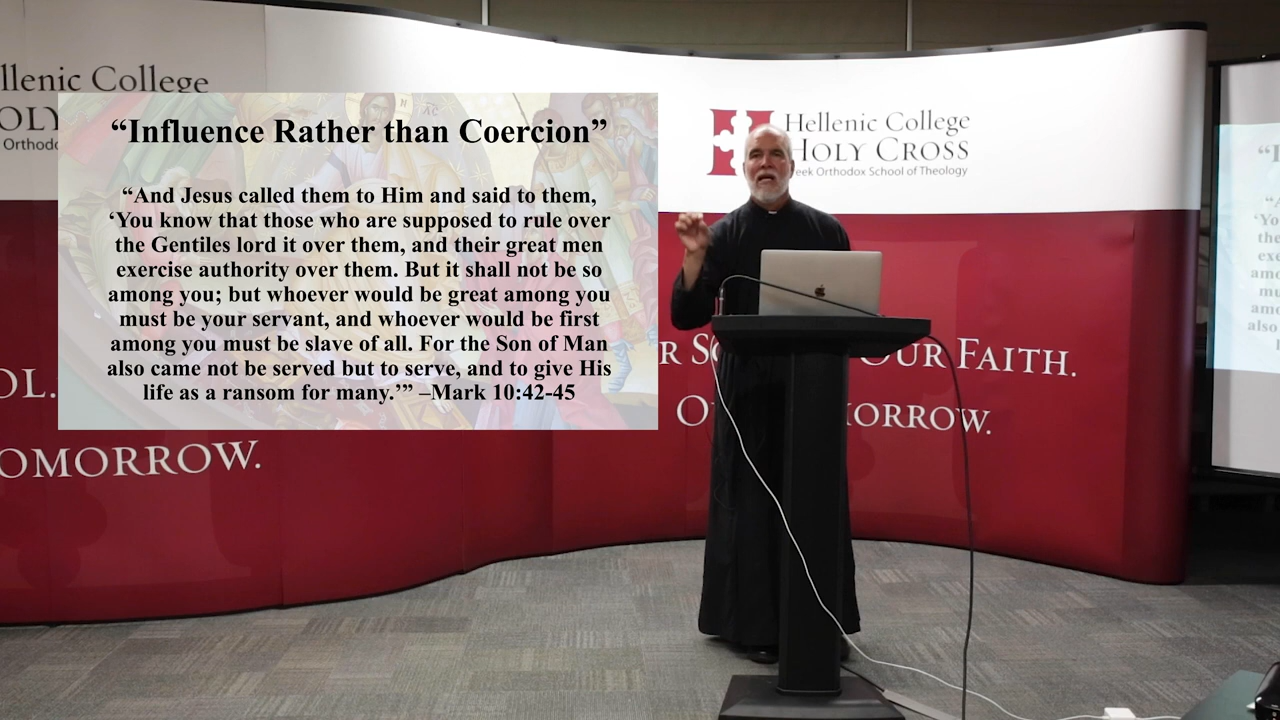 llenic College
OLY
Orthodo
“Influence Rather than Coercion”
“And Jesus called them to Him and said to them,
‘You know that those who are supposed to rule over
the Gentiles lord it over them, and their great men
exercise authority over them. But it shall not be so
among you; but whoever would be great among you
must be your servant, and whoever would be first
among you must be slave of all. For the Son of Man
also came not be served but to serve, and to give His
life as a ransom for many.’” –Mark 10:42-45
OL.
OMORROW.
Hellenic College
HOLY CROSS
eek Orthodox School of Theology
R SC OUR FAITH.
O ORROW.